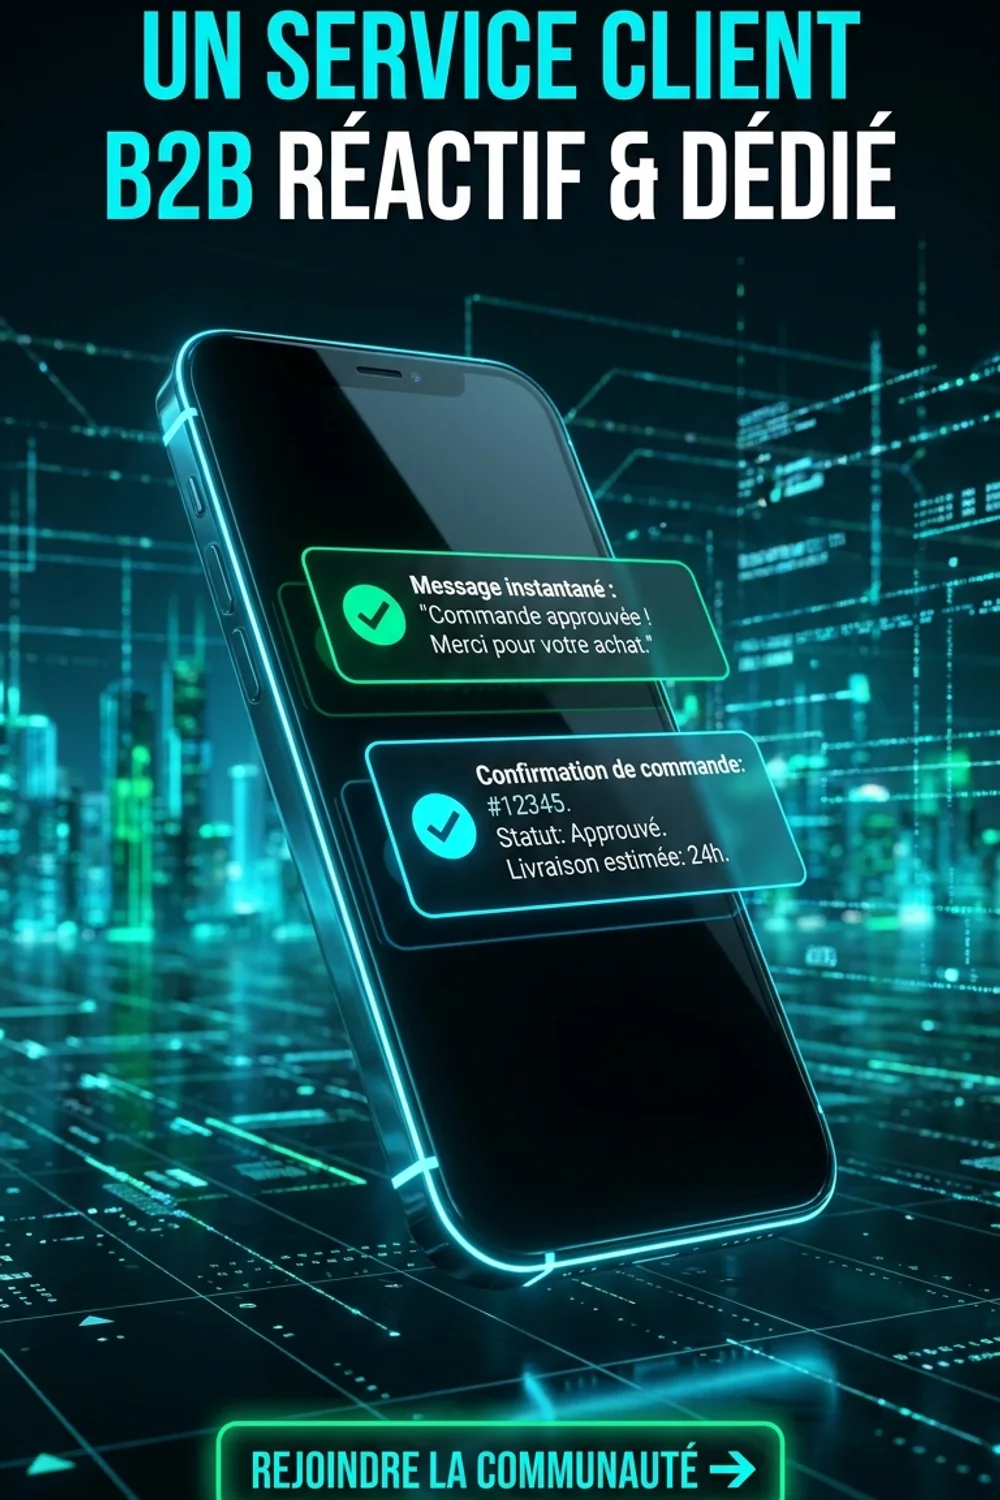 UN SERVICE CLIENT
B2B RÉACTIF & DÉDIÉ
Message instantané :
"Commande approuvée !
Merci pour votre achat."
Confirmation de commande:
#12345.
Statut: Approuvé.
Livraison estimée: 24h.
REJOINDRE LA COMMUNAUTÉ →